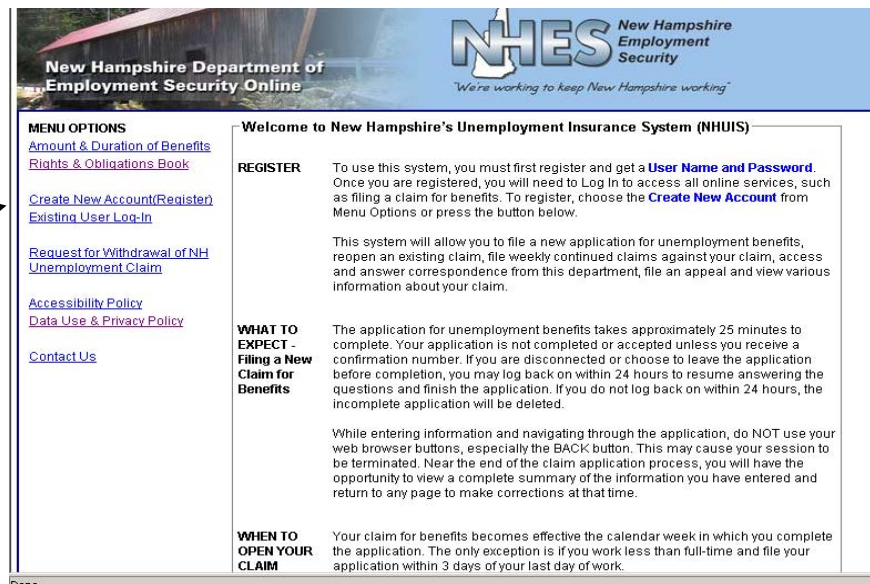 New Hampshire Department of
Employment Security Online
NHES
New Hampshire
Employment
Security
"We're working to keep New Hampshire working"
MENU OPTIONS
Amount & Duration of Benefits
Rights & Obligations Book
Create New Account(Register)
Existing User Log-In
Request for Withdrawal of NH
Unemployment Claim
Accessibility Policy
Data Use & Privacy Policy
Contact Us
Welcome to New Hampshire's Unemployment Insurance System (NHUIS)
REGISTER
To use this system, you must first register and get a User Name and Password.
Once you are registered, you will need to Log In to access all online services, such
as filing a claim for benefits. To register, choose the Create New Account from
Menu Options or press the button below.
This system will allow you to file a new application for unemployment benefits,
reopen an existing claim, file weekly continued claims against your claim, access
and answer correspondence from this department, file an appeal and view various
information about your claim.
WHAT TO
EXPECT -
Filing a New
Claim for
Benefits
The application for unemployment benefits takes approximately 25 minutes to
complete. Your application is not completed or accepted unless you receive a
confirmation number. If you are disconnected or choose to leave the application
before completion, you may log back on within 24 hours to resume answering the
questions and finish the application. If you do not log back on within 24 hours, the
incomplete application will be deleted.
While entering information and navigating through the application, do NOT use your
web browser buttons, especially the BACK button. This may cause your session to
be terminated. Near the end of the claim application process, you will have the
opportunity to view a complete summary of the information you have entered and
return to any page to make corrections at that time.
WHEN TO
OPEN YOUR
CLAIM
Your claim for benefits becomes effective the calendar week in which you complete
the application. The only exception is if you work less than full-time and file your
application within 3 days of your last day of work.